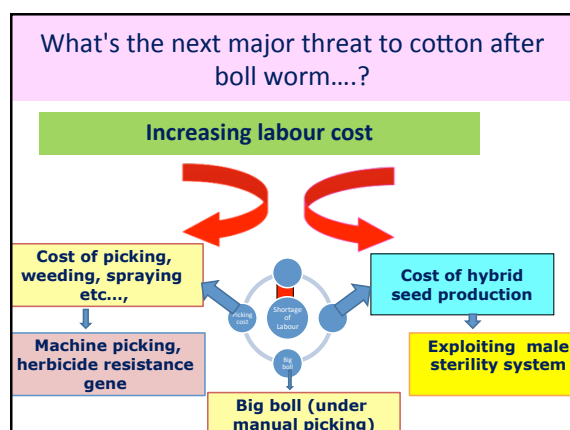 What's the next major threat to cotton after
boll worm....?
Increasing labour cost
Cost of picking,
weeding, spraying
etc...,
Machine picking,
herbicide resistance
gene
Picking
cost
Shortage
of
Labour
Big
boll
Big boll (under
manual picking)
Cost of hybrid
seed production
Exploiting male
sterility system